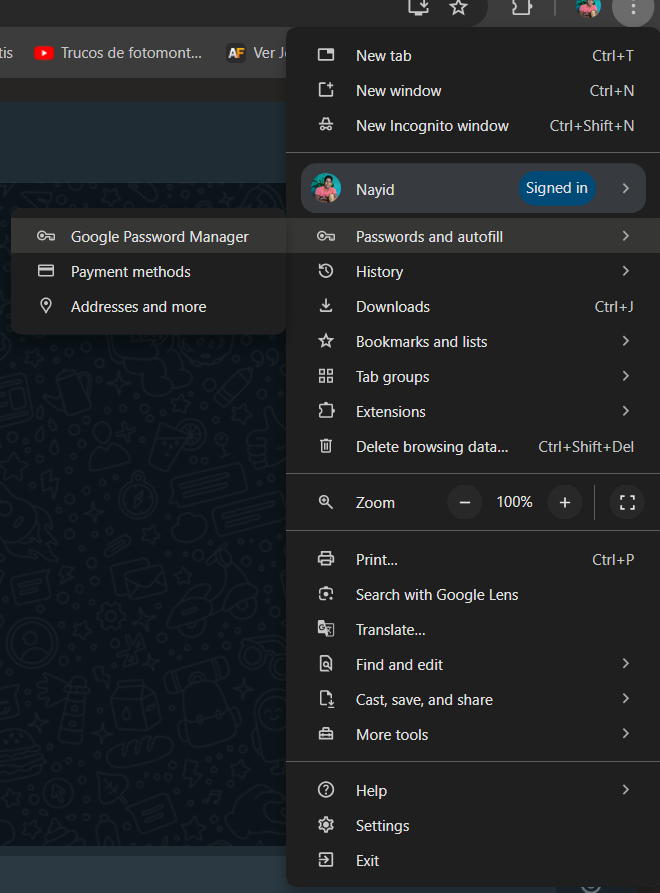 tis
Trucos de fotomont...
AF
Ver J
New tab Ctrl+T
New window Ctrl+N
New Incognito window Ctrl+Shift+N
Nayid Signed in
Passwords and autofill
Google Password Manager
Payment methods
Addresses and more
History
Downloads Ctrl+J
Bookmarks and lists
Tab groups
Extensions
Delete browsing data... Ctrl+Shift+Del
Zoom − 100% +
Print... Ctrl+P
Search with Google Lens
Translate...
Find and edit
Cast, save, and share
More tools
Help
Settings
Exit